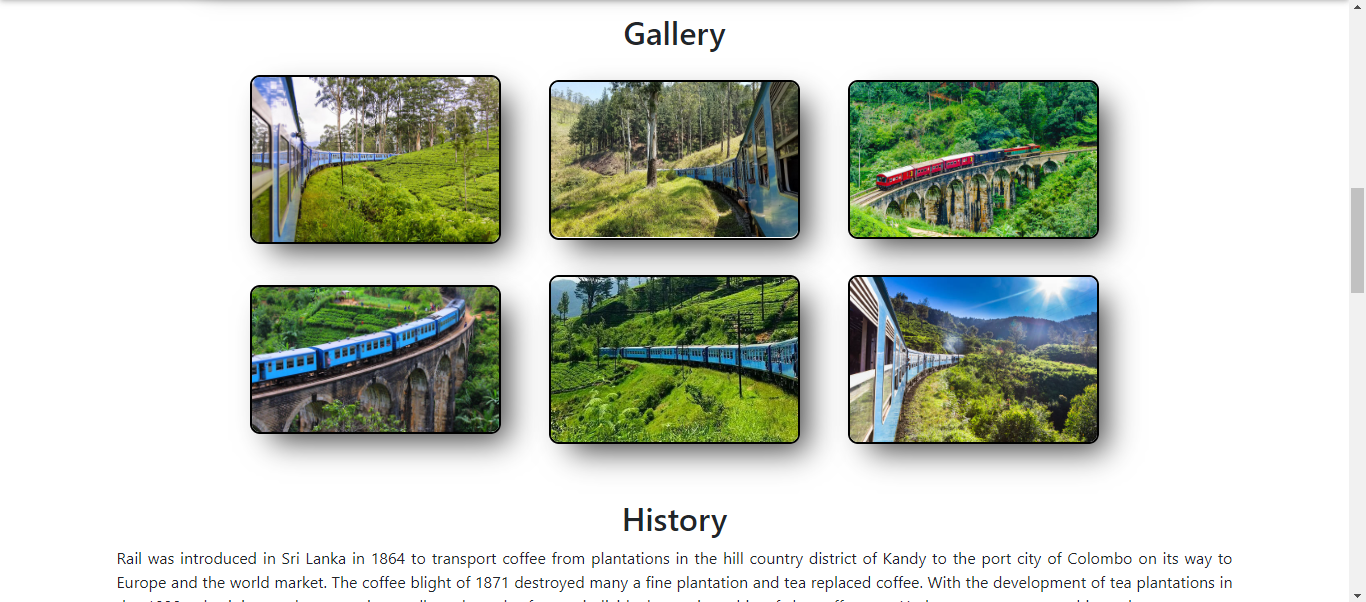 Gallery
History
Rail was introduced in Sri Lanka in 1864 to transport coffee from plantations in the hill country district of Kandy to the port city of Colombo on its way to
Europe and the world market. The coffee blight of 1871 destroyed many a fine plantation and tea replaced coffee. With the development of tea plantations in